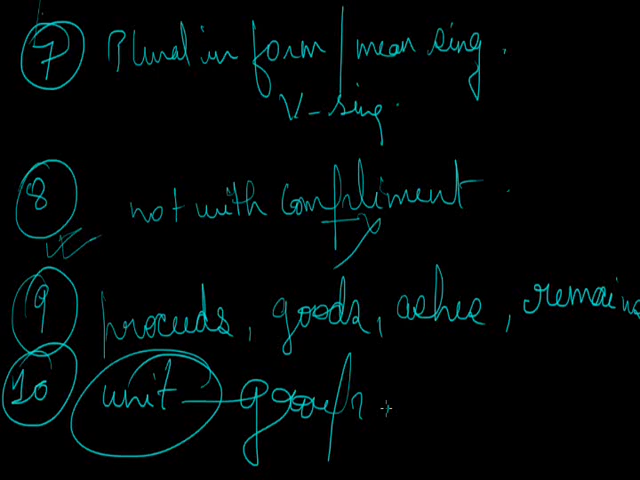 7 Plural in form / mean sing.
V-sing.
8 not with compliment.
9 proceeds, goods, ashes, remains
10 unit